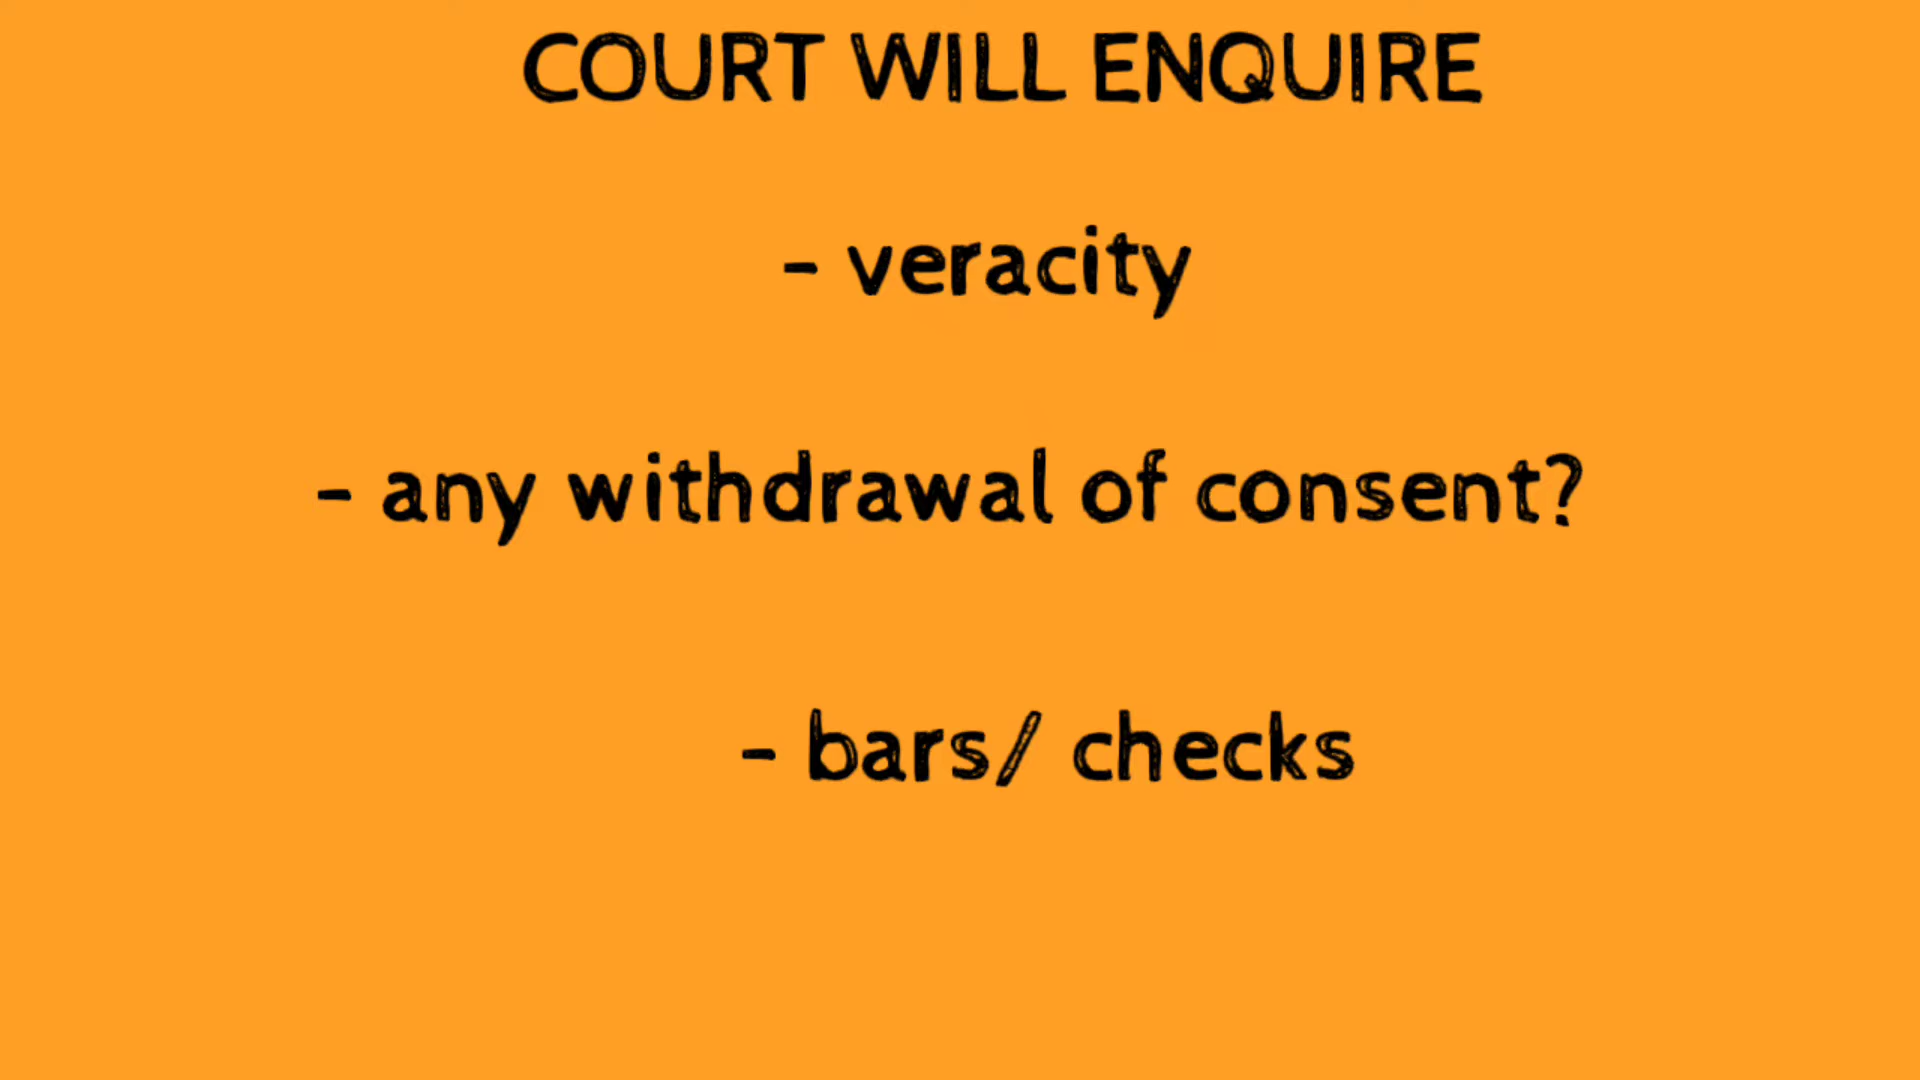 COURT WILL ENQUIRE
- veracity
- any withdrawal of consent?
- bars/ checks